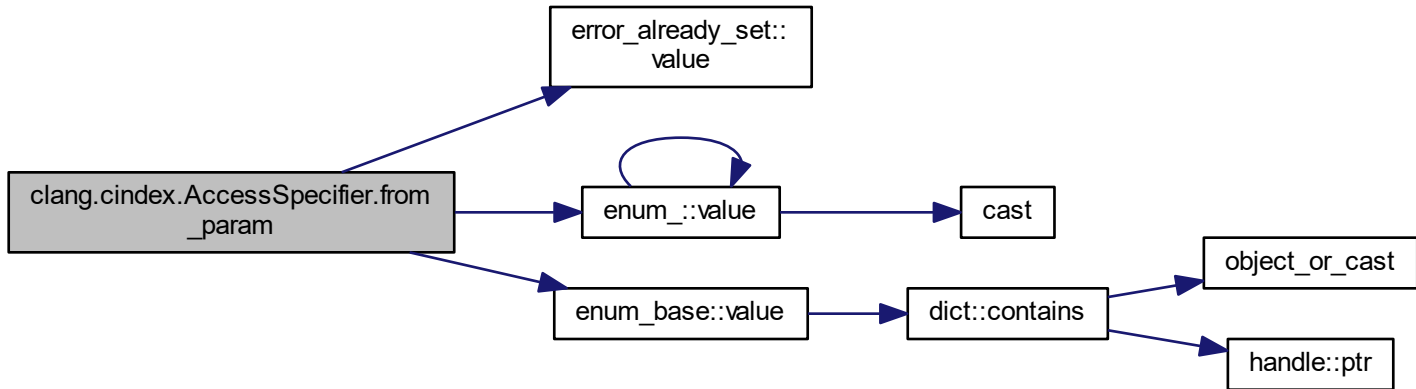 error_already_set::
value
clang.cindex.AccessSpecifier.from
_param
enum_::value
cast
enum_base::value
dict::contains
object_or_cast
handle::ptr